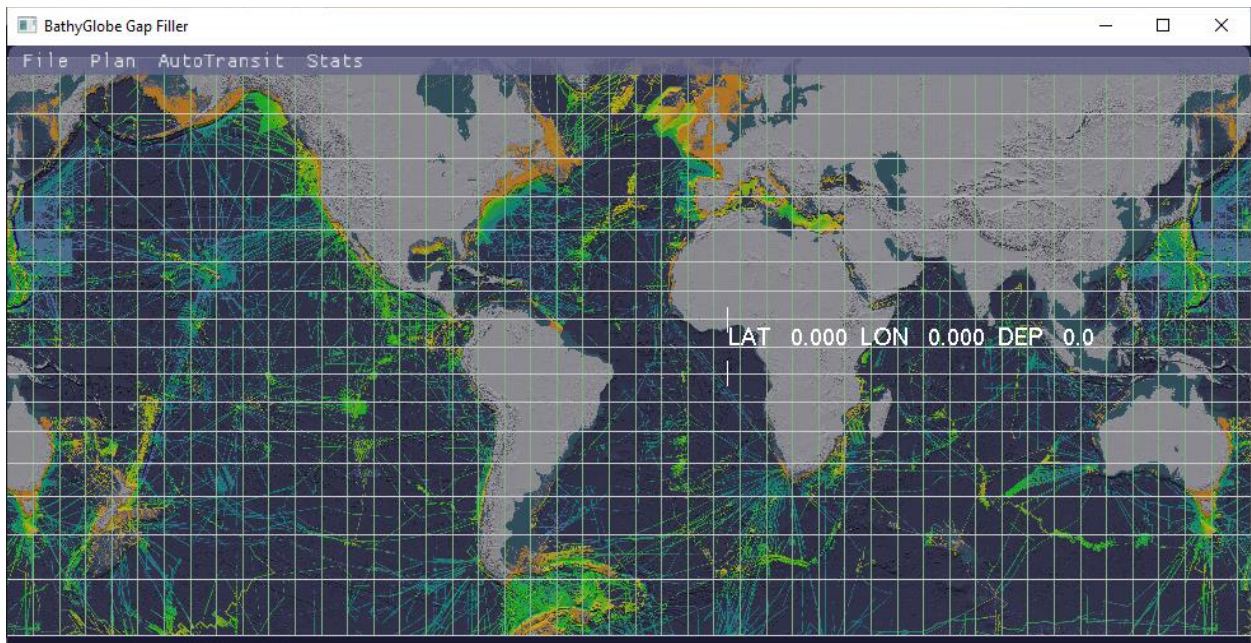 BathyGlobe Gap Filler
File Plan AutoTransit Stats
LAT 0.000 LON 0.000 DEP 0.0